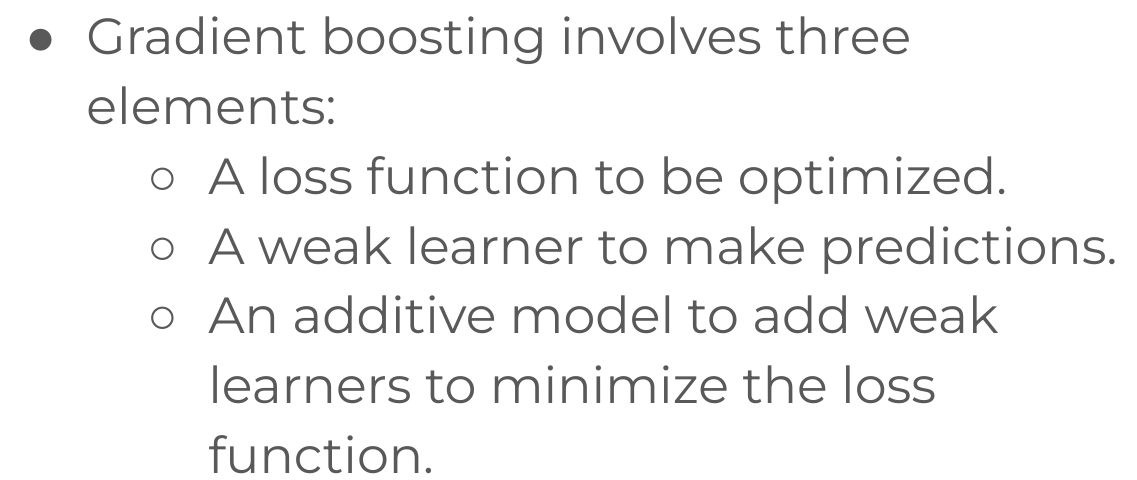 ● Gradient boosting involves three
elements:
○ A loss function to be optimized.
○ A weak learner to make predictions.
○ An additive model to add weak
learners to minimize the loss
function.